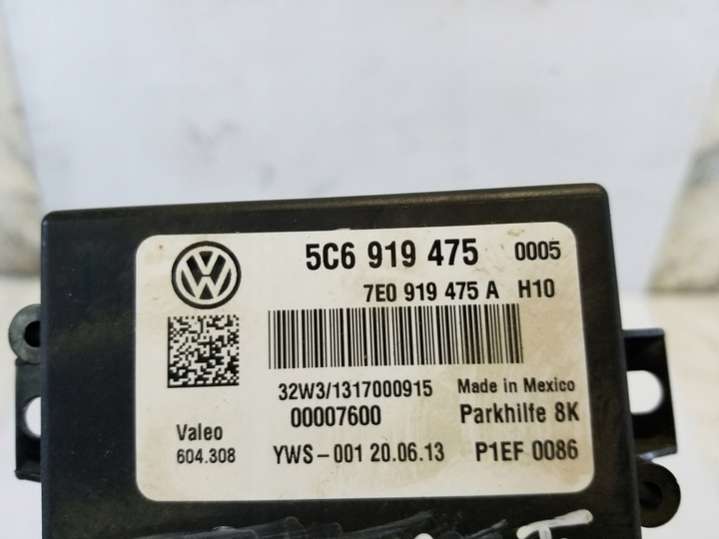 5C6 919 475 0005
7E0 919 475 A H10
32W3/1317000915 Made in Mexico
00007600 Parkhilfe 8K
Valeo
604.308 YWS-001 20.06.13 P1EF 0086